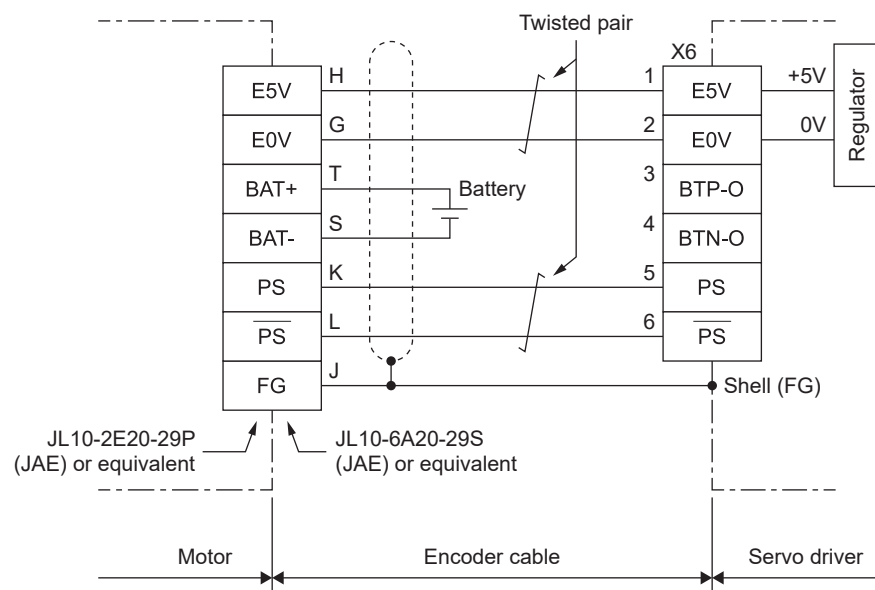 Twisted pair
X6
E5V
H
1
E5V
+5V
E0V
G
2
E0V
0V
Regulator
BAT+
T
Battery
3
BTP-O
BAT-
S
4
BTN-O
PS
K
5
PS
PS
L
6
PS
FG
J
Shell (FG)
JL10-2E20-29P
(JAE) or equivalent
JL10-6A20-29S
(JAE) or equivalent
Motor
Encoder cable
Servo driver